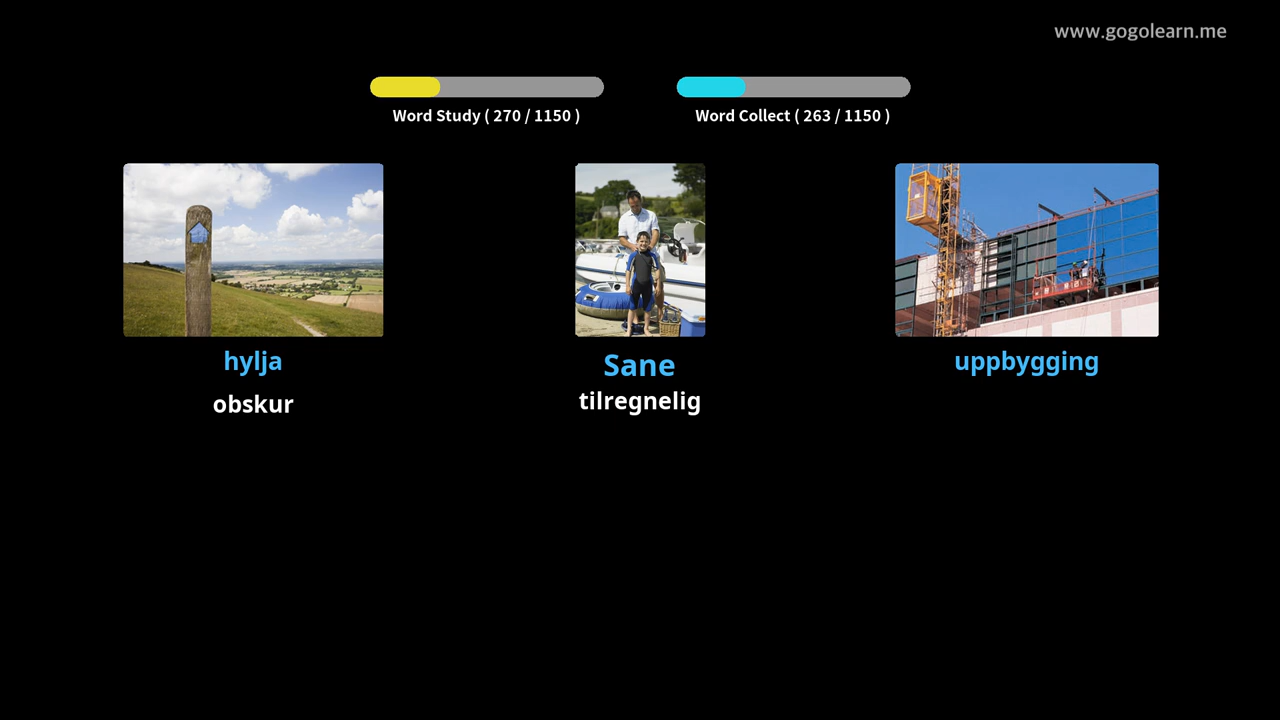 www.gogolearn.me
Word Study ( 270 / 1150 )
Word Collect ( 263 / 1150 )
hylja
obskur
Sane
tilregnelig
uppbygging